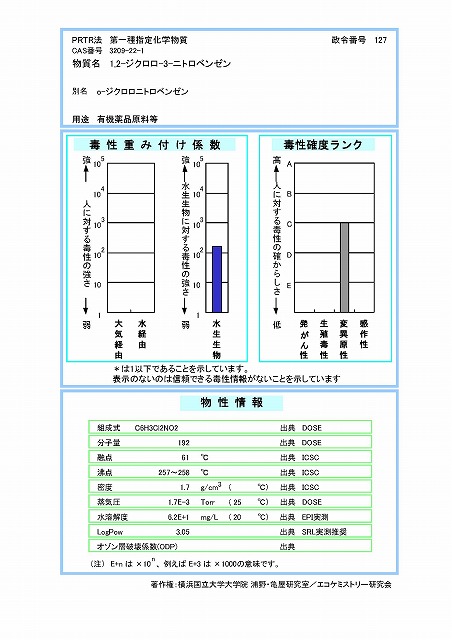 PRTR法 第一種指定化学物質 政令番号 127
CAS番号 3209-22-1
物質名 1,2-ジクロロ-3-ニトロベンゼン
別名 o-ジクロロニトロベンゼン
用途 有機薬品原料等
毒性重み付け係数
強
人に対する毒性の強さ
弱
10^5
10^4
10^3
10^2
10
1
大気経由
水経由
強
水生生物に対する毒性の強さ
弱
10^5
10^4
10^3
10^2
10
1
水生生物
毒性確度ランク
高
人に対する毒性の確からしさ
低
A
B
C
D
E
発がん性
生殖毒性
変異原性
感作性
*は1以下であることを示しています。
表示のないのは信頼できる毒性情報がないことを示しています
物性情報
組成式 C6H3Cl2NO2 出典 DOSE
分子量 192 出典 DOSE
融点 61 ℃ 出典 ICSC
沸点 257～258 ℃ 出典 ICSC
密度 1.7 g/cm^3 ( ℃) 出典 ICSC
蒸気圧 1.7E-3 Torr ( 25 ℃) 出典 DOSE
水溶解度 6.2E+1 mg/L ( 20 ℃) 出典 EPI実測
LogPow 3.05 出典 SRL実測推奨
オゾン層破壊係数(ODP) 出典
(注) E+n は ×10^n、例えば E+3 は ×1000の意味です。
著作権:横浜国立大学大学院 浦野・亀屋研究室／エコケミストリー研究会